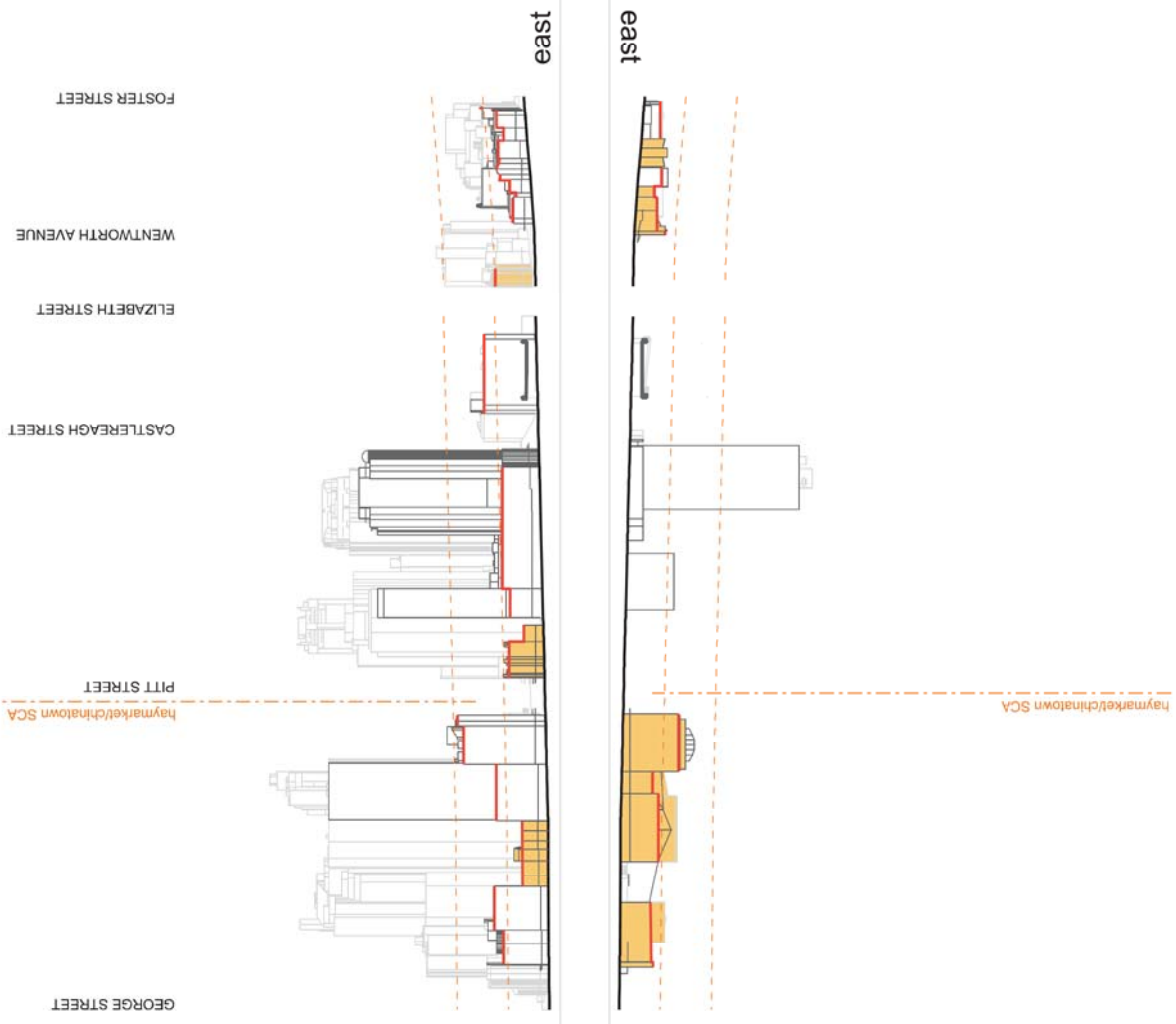 east
east
FOSTER STREET
WENTWORTH AVENUE
ELIZABETH STREET
CASTLEREAGH STREET
PITT STREET
haymarket/chinatown SCA
haymarket/chinatown SCA
GEORGE STREET